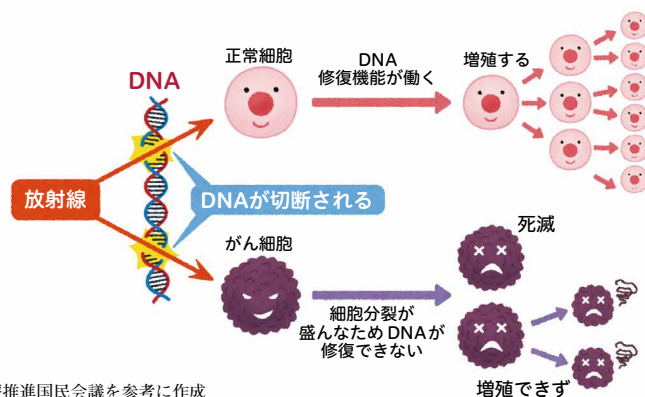 正常細胞
DNA
修復機能が働く
増殖する
DNA
放射線
DNAが切断される
がん細胞
死滅
細胞分裂が
盛んなためDNAが
修復できない
増殖できず
推進国民会議を参考に作成